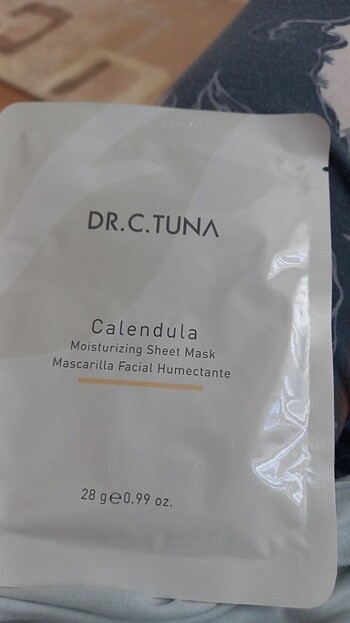 DR.C.TUNA
Calendula
Moisturizing Sheet Mask
Mascarilla Facial Humectante
28 g℮0.99 oz.